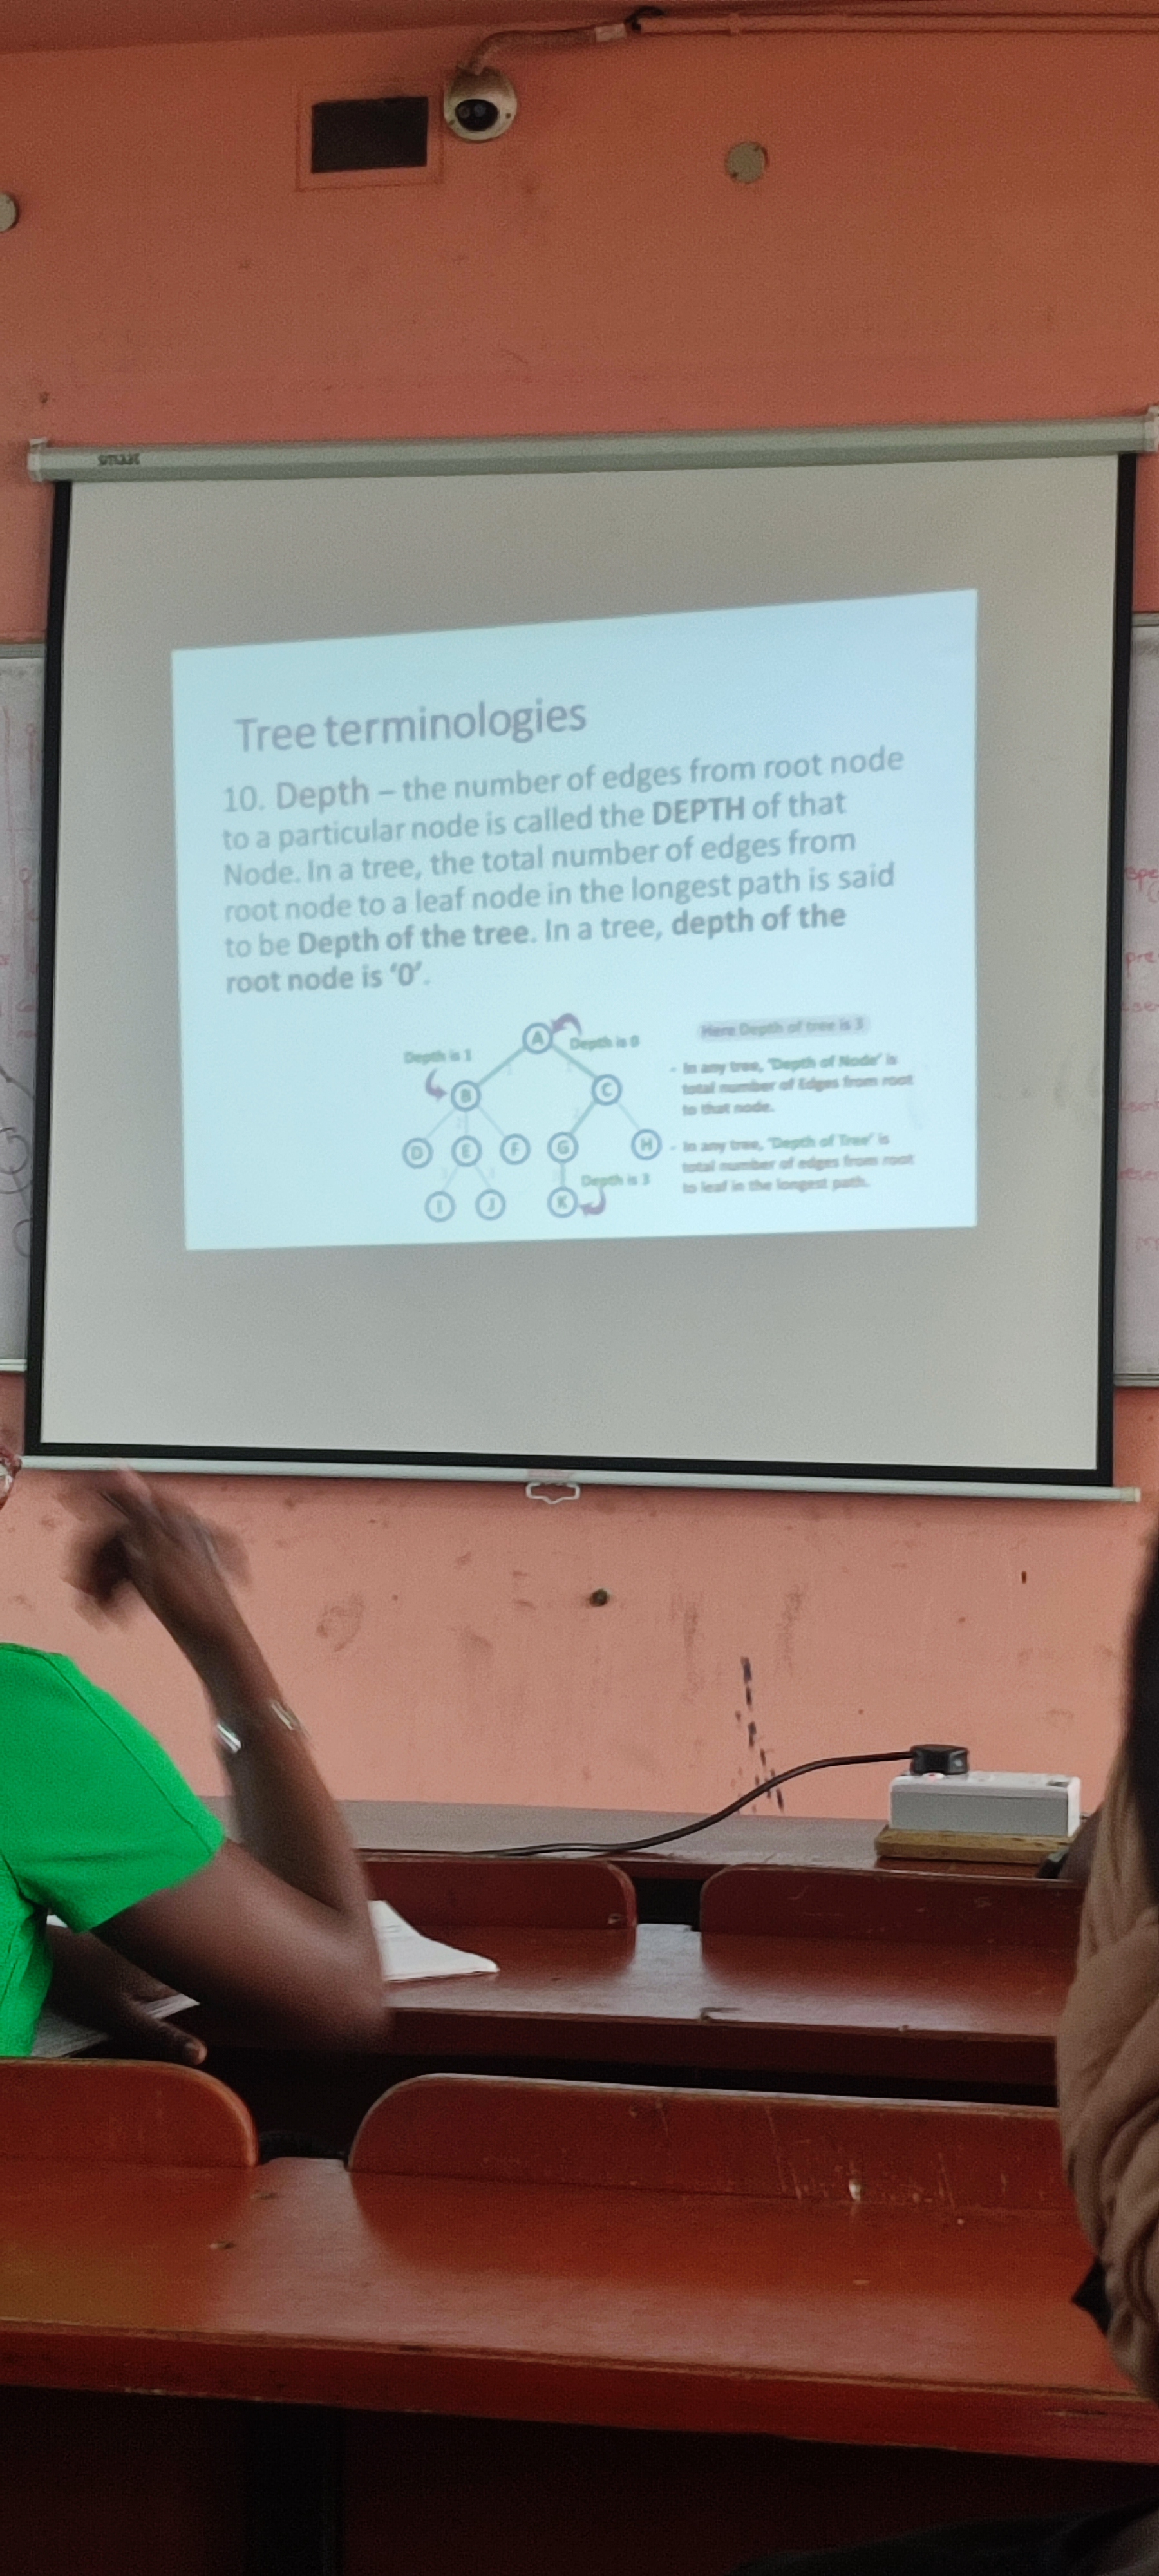 smaat
Tree terminologies
10. Depth – the number of edges from root node
to a particular node is called the DEPTH of that
Node. In a tree, the total number of edges from
root node to a leaf node in the longest path is said
to be Depth of the tree. In a tree, depth of the
root node is ‘0’.
A
Depth is 0
Depth is 1
B
C
D
E
F
G
H
Depth is 3
I
J
K
Here Depth of tree is 3
- In any tree, 'Depth of Node' is
total number of Edges from root
to that node.
- In any tree, 'Depth of Tree' is
total number of edges from root
to leaf in the longest path.